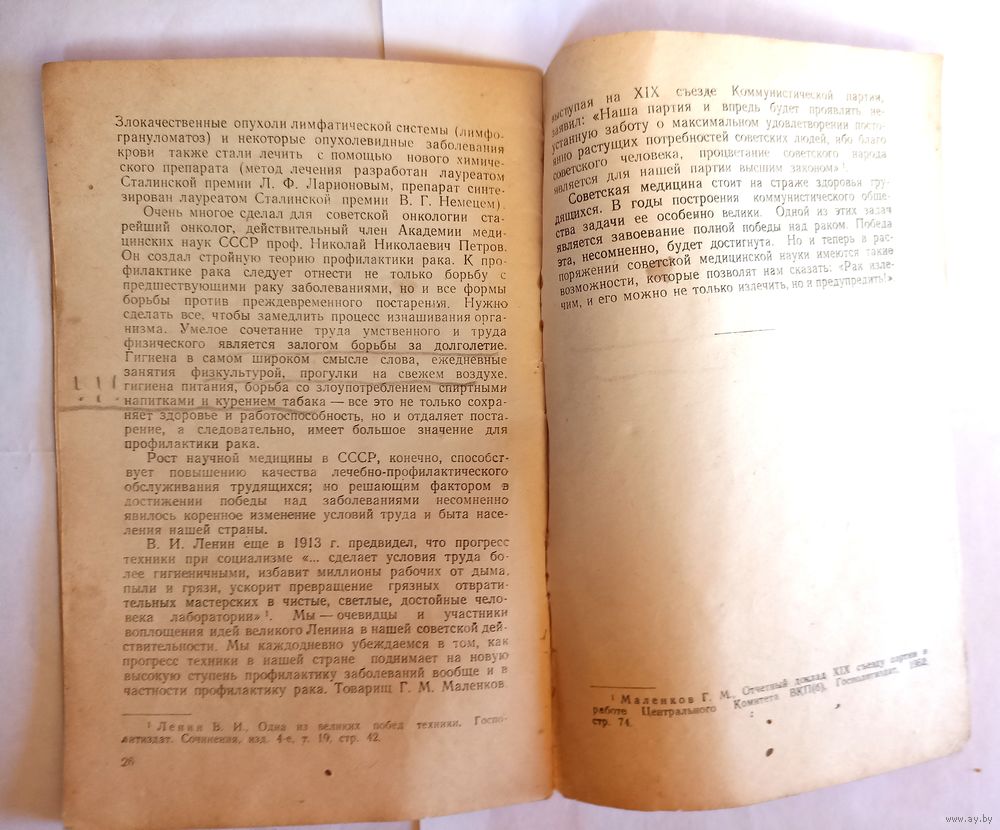 Злокачественные опухоли лимфатической системы (лимфо-
грануломатоз) и некоторые опухолевидные заболевания
крови также стали лечить с помощью нового химиче-
ского препарата (метод лечения разработан лауреатом
Сталинской премии Л. Ф. Ларионовым, препарат синте-
зирован лауреатом Сталинской премии В. Г. Немецем).
Очень многое сделал для советской онкологии ста-
рейший онколог, действительный член Академии меди-
цинских наук СССР проф. Николай Николаевич Петров.
Он создал стройную теорию профилактики рака. К про-
филактике рака следует отнести не только борьбу с
предшествующими раку заболеваниями, но и все формы
борьбы против преждевременного постарения. Нужно
сделать все, чтобы замедлить процесс изнашивания орга-
низма. Умелое сочетание труда умственного и труда
физического является залогом борьбы за долголетие.
Гигиена в самом широком смысле слова, ежедневные
занятия физкультурой, прогулки на свежем воздухе,
гигиена питания, борьба со злоупотреблением спиртными
напитками и курением табака — все это не только сохра-
няет здоровье и работоспособность, но и отдаляет поста-
рение, а следовательно, имеет большое значение для
профилактики рака.
Рост научной медицины в СССР, конечно, способст-
вует повышению качества лечебно-профилактического
обслуживания трудящихся; но решающим фактором в
достижении победы над заболеваниями несомненно
явилось коренное изменение условий труда и быта насе-
ления нашей страны.
В. И. Ленин еще в 1913 г. предвидел, что прогресс
техники при социализме «... сделает условия труда бо-
лее гигиеничными, избавит миллионы рабочих от дыма,
пыли и грязи, ускорит превращение грязных отврати-
тельных мастерских в чистые, светлые, достойные чело-
века лаборатории» ¹. Мы — очевидцы и участники
воплощения идей великого Ленина в нашей советской дей-
ствительности. Мы каждодневно убеждаемся в том, как
прогресс техники в нашей стране поднимает на новую
высокую ступень профилактику заболеваний вообще и в
частности профилактику рака. Товарищ Г. М. Маленков,
¹ Ленин В. И., Одна из великих побед техники. Госпо-
литиздат. Сочинения, изд. 4-е, т. 19, стр. 42.
26
выступая на XIX съезде Коммунистической партии,
заявил: «Наша партия и впредь будет проявлять не-
устанную заботу о максимальном удовлетворении посто-
янно растущих потребностей советских людей, ибо благо
советского человека, процветание советского народа
является для нашей партии высшим законом» ¹.
Советская медицина стоит на страже здоровья тру-
дящихся. В годы построения коммунистического обще-
ства задачи ее особенно велики. Одной из этих задач
является завоевание полной победы над раком. Победа
эта, несомненно, будет достигнута. Но и теперь в рас-
поряжении советской медицинской науки имеются такие
возможности, которые позволят нам сказать: «Рак изле-
чим, и его можно не только излечить, но и предупредить!»
¹ Маленков Г. М., Отчетный доклад XIX съезду партии о
работе Центрального Комитета ВКП(б). Госполитиздат, 1952,
стр. 74.
www.ay.by